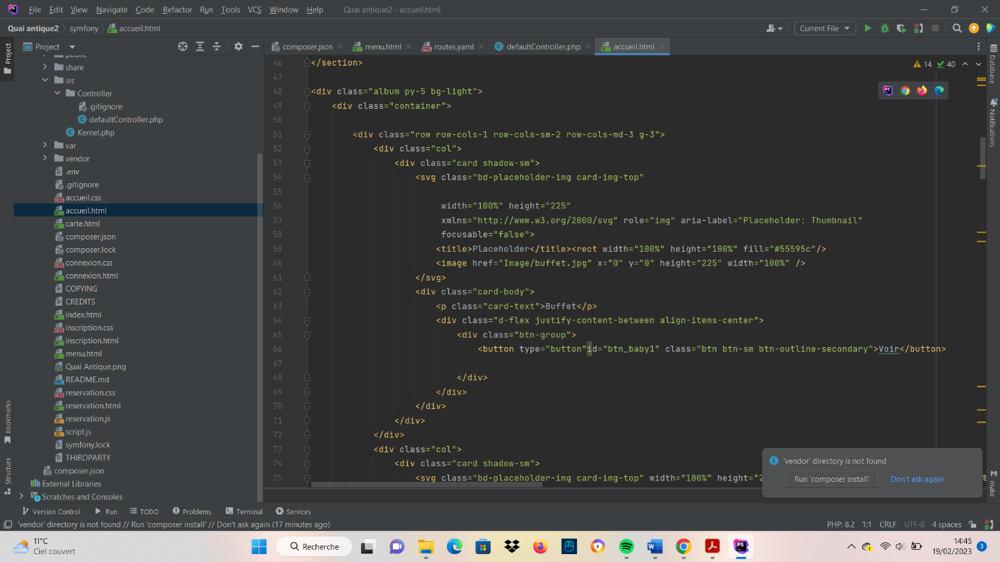 PS File Edit View Navigate Code Refactor Run Tools VCS Window Help Quai antique2 - accueil.html
Quai antique2 symfony accueil.html Current File
Project composer.json menu.html routes.yaml defaultController.php accueil.html
Project
public
share
src
Controller
.gitignore
defaultController.php
Kernel.php
var
vendor
.env
.gitignore
accueil.css
accueil.html
carte.html
composer.json
composer.lock
connexion.css
connexion.html
COPYING
CREDITS
index.html
inscription.css
inscription.html
menu.html
Quai Antique.png
README.md
reservation.css
reservation.html
reservation.js
script.js
symfony.lock
THIRDPARTY
composer.json
External Libraries
Scratches and Consoles
Bookmarks
Structure
14 40
46 </section>
47
48 <div class="album py-5 bg-light">
49 <div class="container">
50
51 <div class="row row-cols-1 row-cols-sm-2 row-cols-md-3 g-3">
52 <div class="col">
53 <div class="card shadow-sm">
54 <svg class="bd-placeholder-img card-img-top"
55
56 width="100%" height="225"
57 xmlns="http://www.w3.org/2000/svg" role="img" aria-label="Placeholder: Thumbnail"
58 focusable="false">
59 <title>Placeholder</title><rect width="100%" height="100%" fill="#55595c"/>
60 <image href="Image/buffet.jpg" x="0" y="0" height="225" width="100%" />
61 </svg>
62 <div class="card-body">
63 <p class="card-text">Buffet</p>
64 <div class="d-flex justify-content-between align-items-center">
65 <div class="btn-group">
66 <button type="button"id="btn_baby1" class="btn btn-sm btn-outline-secondary">Voir</button>
67
68 </div>
69 </div>
70 </div>
71 </div>
72 </div>
73 <div class="col">
74 <div class="card shadow-sm">
75 <svg class="bd-placeholder-img card-img-top" width="100%" height="2
Database
Notifications
make
'vendor' directory is not found
Run 'composer install' Don't ask again
Version Control Run TODO Problems Terminal Services
'vendor' directory is not found // Run 'composer install' // Don't ask again (17 minutes ago) PHP: 8.2 1:1 CRLF UTF-8 4 spaces
11°C
Ciel couvert
Recherche
14:45
19/02/2023
3